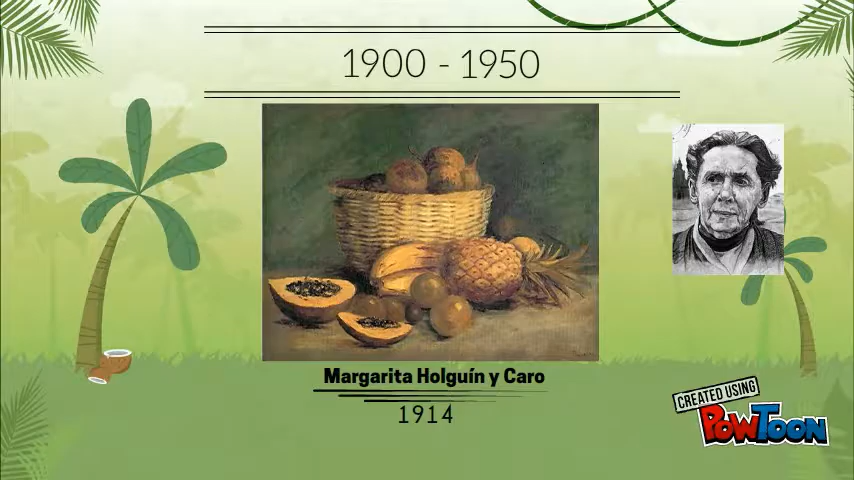 1900 - 1950
Margarita Holguín y Caro
1914
CREATED USING
POWTOON